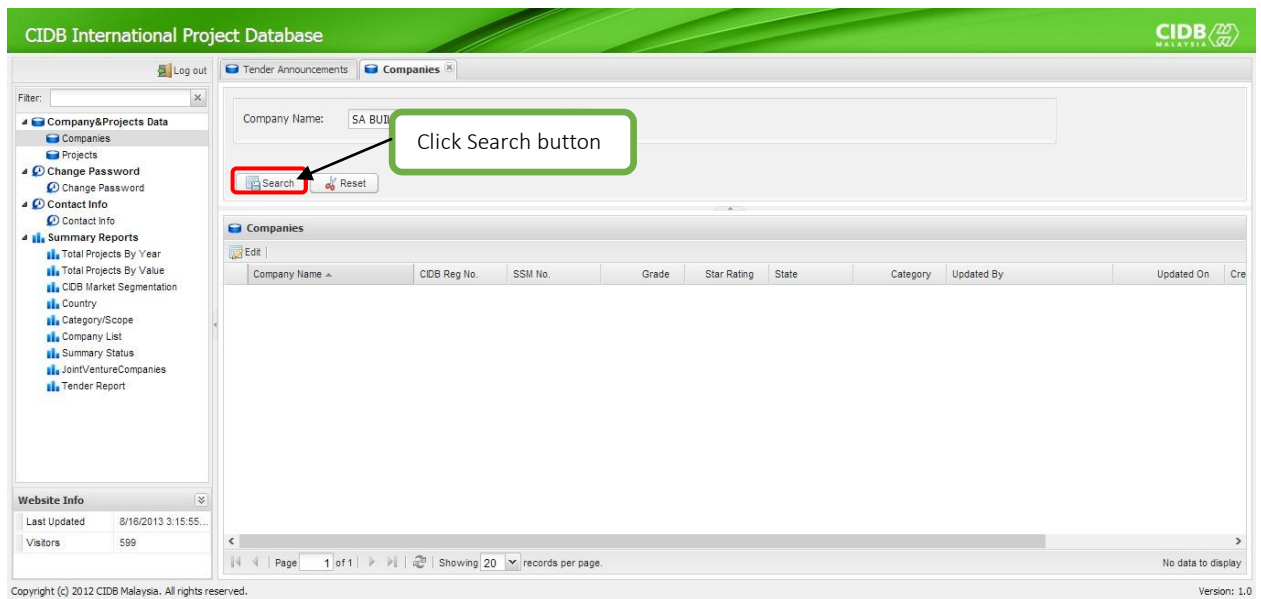 CIDB International Project Database
CIDB
MALAYSIA
Log out
Tender Announcements
Companies
Filter:
Company&Projects Data
Companies
Projects
Change Password
Change Password
Contact Info
Contact Info
Summary Reports
Total Projects By Year
Total Projects By Value
CIDB Market Segmentation
Country
Category/Scope
Company List
Summary Status
JointVentureCompanies
Tender Report
Website Info
Last Updated 8/16/2013 3:15:55...
Visitors 599
Company Name: SA BUIL
Click Search button
Search Reset
Companies
Edit
Company Name CIDB Reg No. SSM No. Grade Star Rating State Category Updated By Updated On Cre
Page 1 of 1 Showing 20 records per page. No data to display
Copyright (c) 2012 CIDB Malaysia. All rights reserved. Version: 1.0